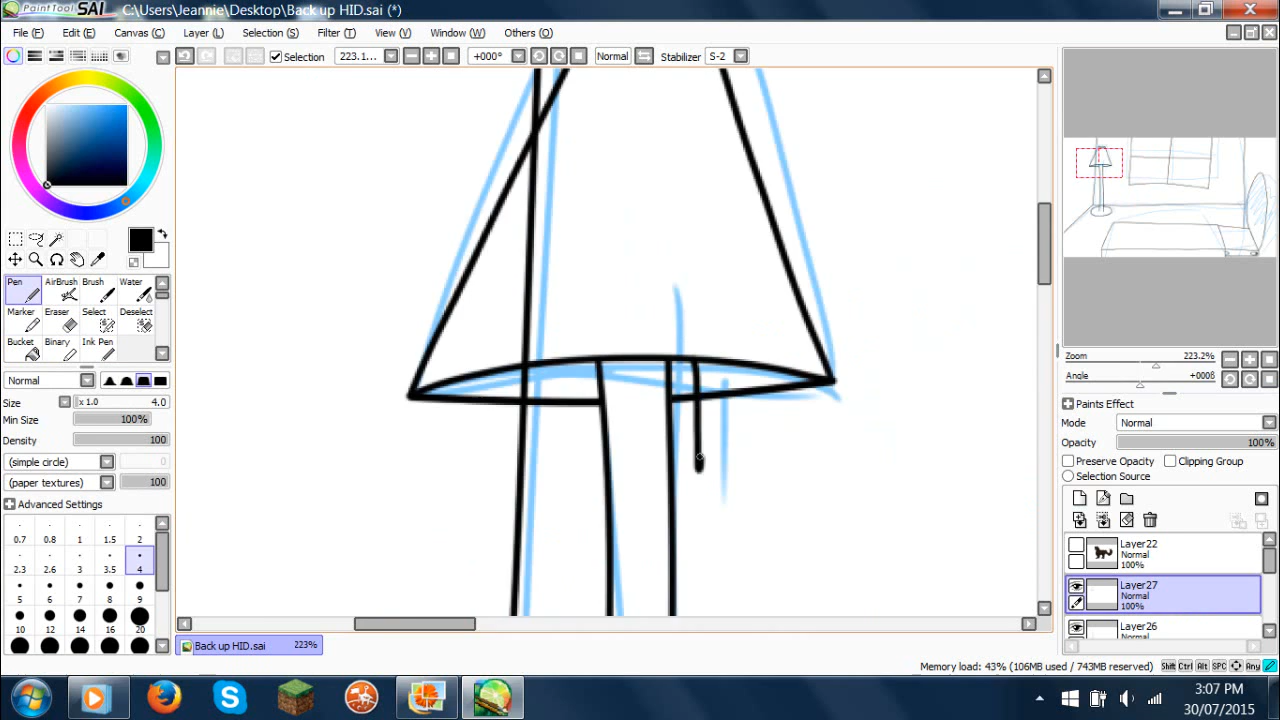 PaintTool SAI C:\Users\Jeannie\Desktop\Back up HID.sai (*)
File (F) Edit (E) Canvas (C) Layer (L) Selection (S) Filter (T) View (V) Window (W) Others (O)
Selection 223.1... +000° Normal Stabilizer S-2
Pen AirBrush Brush Water
Marker Eraser Select Deselect
Bucket Binary Ink Pen
Normal
Size x 1.0 4.0
Min Size 100%
Density 100
(simple circle) 0
(paper textures) 100
Advanced Settings
0.7 0.8 1 1.5 2
2.3 2.6 3 3.5 4
5 6 7 8 9
10 12 14 16 20
Zoom 223.2%
Angle +000ß
Paints Effect
Mode Normal
Opacity 100%
Preserve Opacity Clipping Group
Selection Source
Layer22
Normal
100%
Layer27
Normal
100%
Layer26
Normal
Back up HID.sai 223%
Memory load: 43% (106MB used / 743MB reserved) Shift Ctrl Alt SPC Any
3:07 PM
30/07/2015